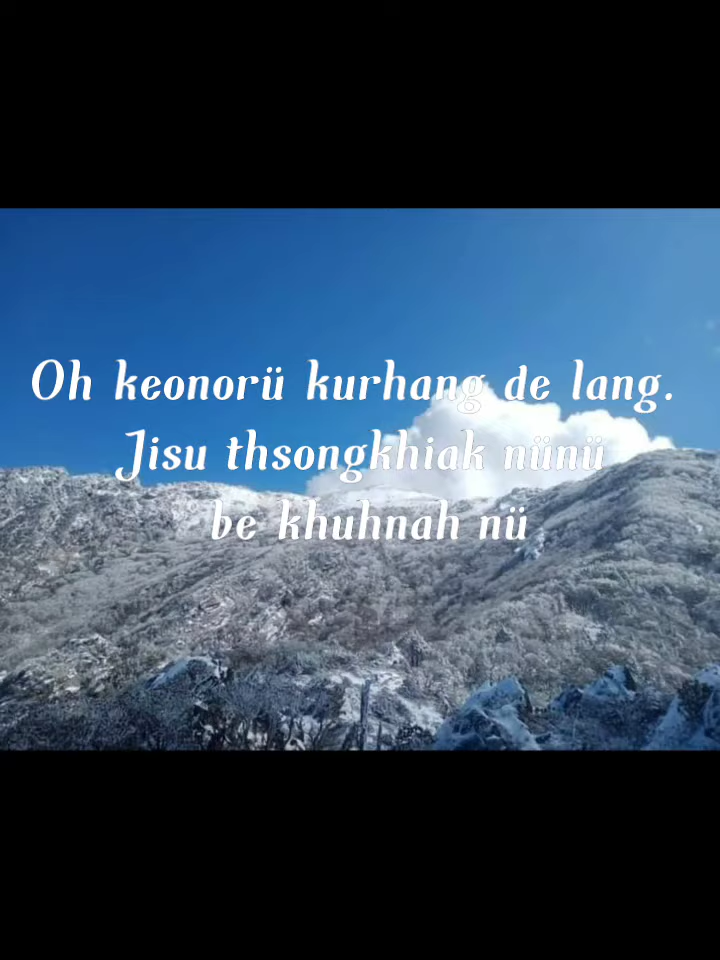 Oh keonorü kurhang de lang.
Jisu thsongkhiak nünü
be khuhnah nü